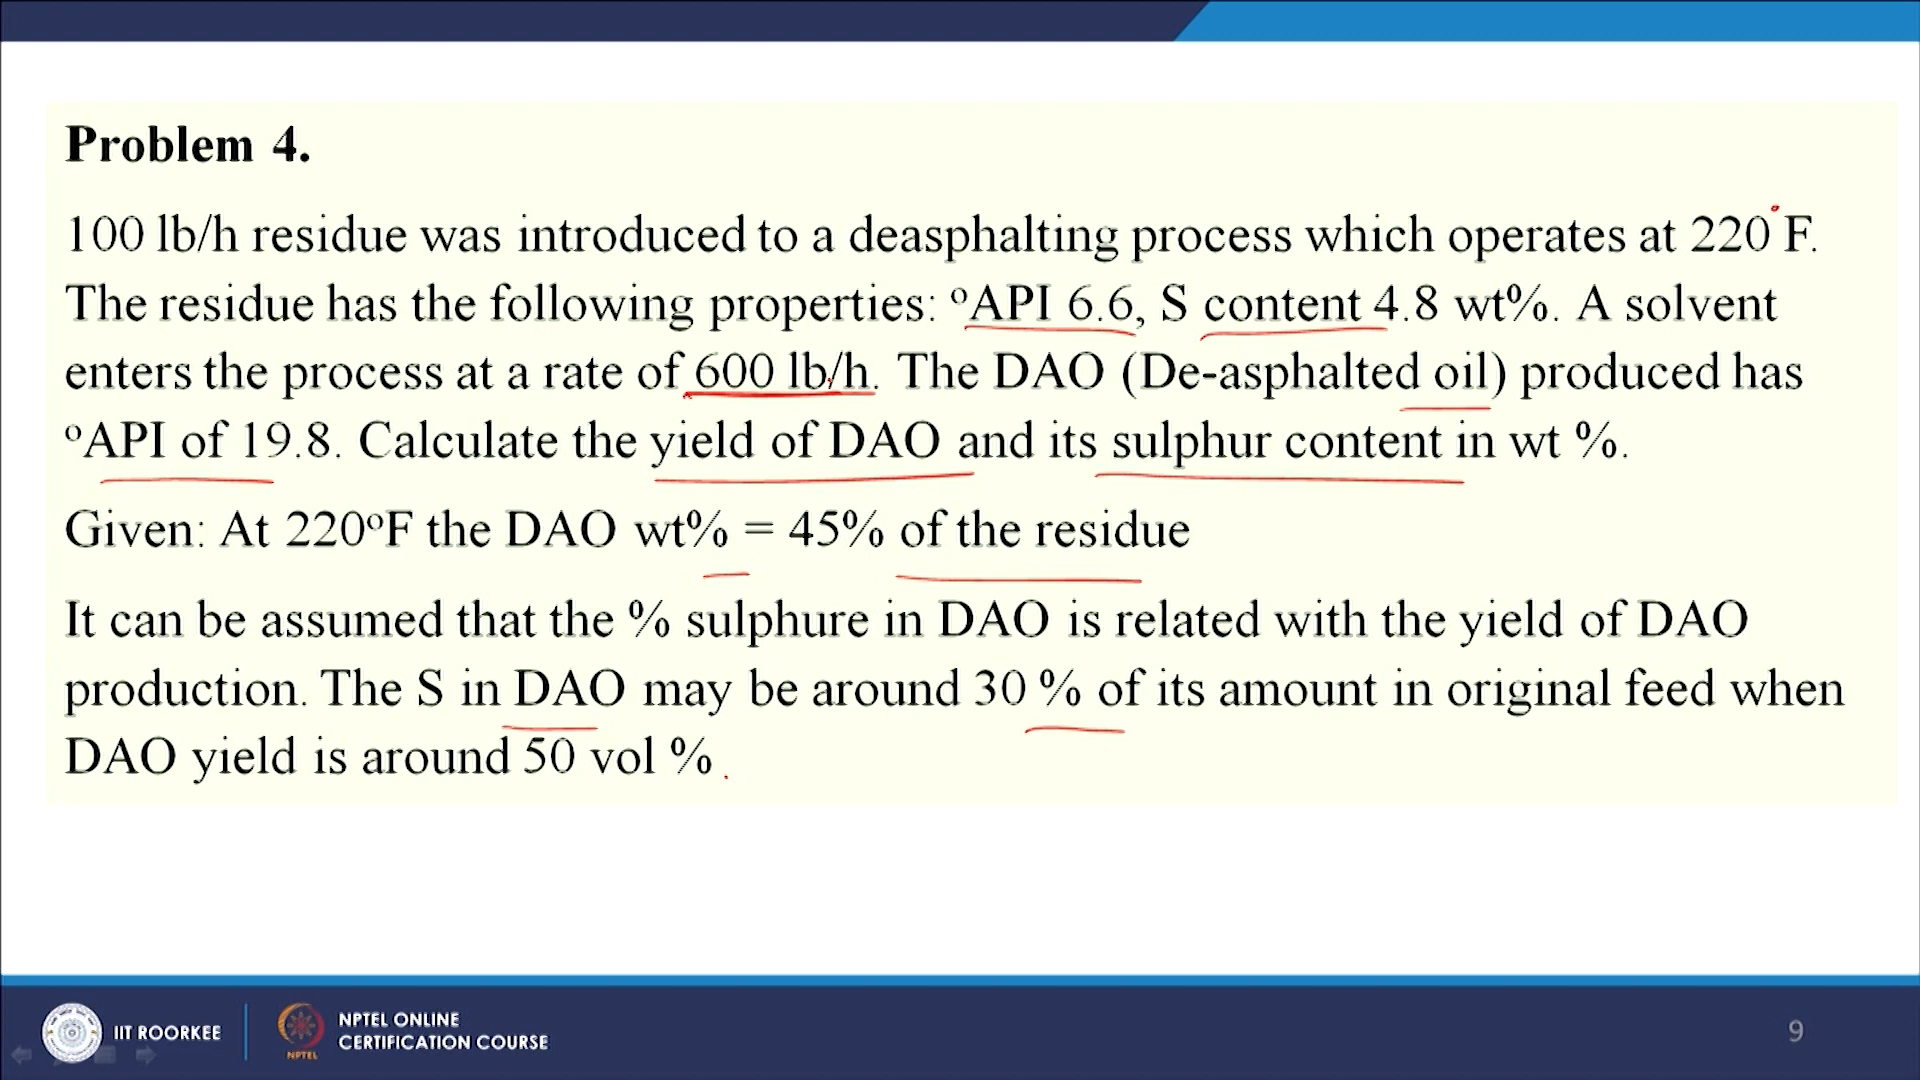 Problem 4.
100 lb/h residue was introduced to a deasphalting process which operates at 220°F.
The residue has the following properties: °API 6.6, S content 4.8 wt%. A solvent
enters the process at a rate of 600 lb/h. The DAO (De-asphalted oil) produced has
°API of 19.8. Calculate the yield of DAO and its sulphur content in wt %.
Given: At 220°F the DAO wt% = 45% of the residue
It can be assumed that the % sulphure in DAO is related with the yield of DAO
production. The S in DAO may be around 30 % of its amount in original feed when
DAO yield is around 50 vol %
IIT ROORKEE
NPTEL
NPTEL ONLINE
CERTIFICATION COURSE
9